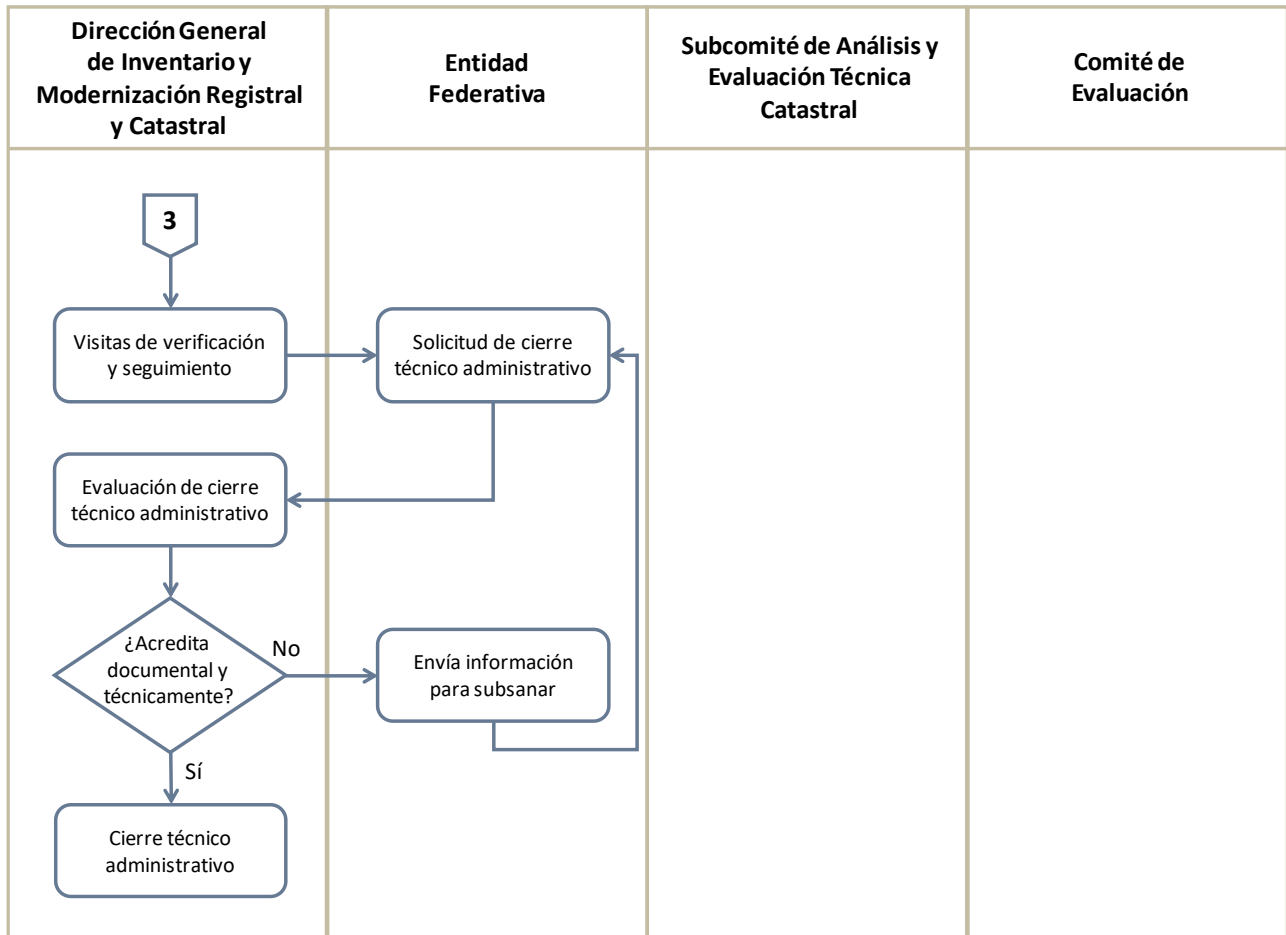 Dirección General
de Inventario y
Modernización Registral
y Catastral
Entidad
Federativa
Subcomité de Análisis y
Evaluación Técnica
Catastral
Comité de
Evaluación
3
Visitas de verificación
y seguimiento
Solicitud de cierre
técnico administrativo
Evaluación de cierre
técnico administrativo
¿Acredita
documental y
técnicamente?
No
Envía información
para subsanar
Sí
Cierre técnico
administrativo